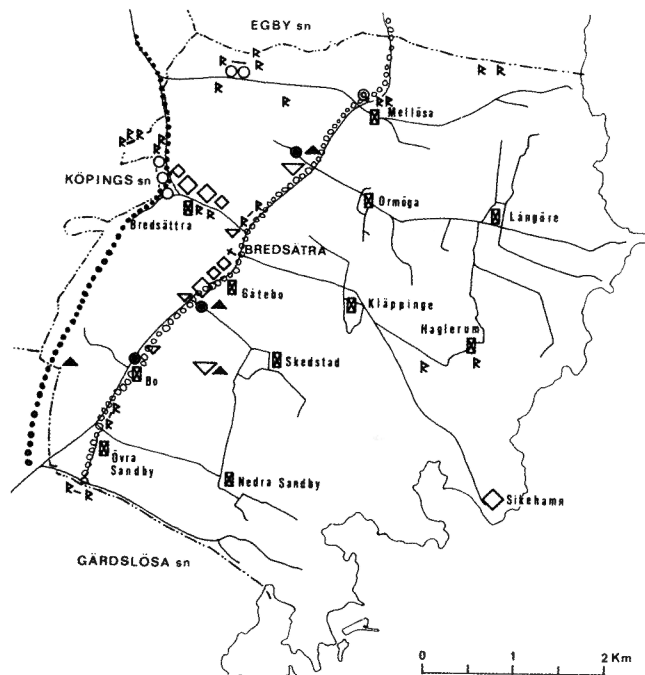 EGBY sn
Mellösa
KÖPINGS sn
Ormöga
Långöre
Bredsättra
BREDSÄTRA
Gåtebo
Kläppinge
Haglerum
Skedstad
Bo
Övra
Sandby
Nedra Sandby
Sikehamn
GÄRDSLÖSA sn
0 1 2 Km